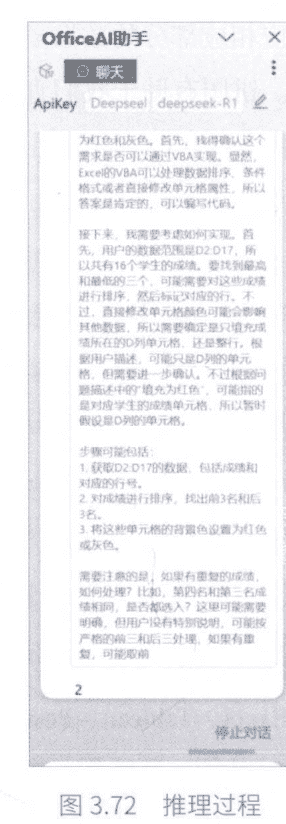 OfficeAI助手
聊天
ApiKey Deepseel deepseek-R1
为红色和灰色。首先，我得确认这个
需求是否可以通过VBA实现。显然，
Excel的VBA可以处理数据排序、条件
格式或者直接修改单元格属性，所以
答案是肯定的，可以编写代码。
接下来，我需要考虑如何实现。首
先，用户的数据范围是D2:D17，所
以共有16个学生的成绩。要找到最高
和最低的三个，可能需要对这些成绩
进行排序，然后标记对应的行。不
过，直接修改单元格颜色可能会影响
其他数据，所以需要确定是只填充成
绩所在的D列单元格，还是整行。根
据用户描述，可能只是D列的单元
格，但需要进一步确认。不过根据问
题描述中的“填充为红色”，可能指的
是对应学生的成绩单元格，所以暂时
假设是D列的单元格。
步骤可能包括：
1. 获取D2:D17的数据，包括成绩和
对应的行号。
2. 对成绩进行排序，找出前3名和后
3名。
3. 将这些单元格的背景色设置为红色
或灰色。
需要注意的是，如果有重复的成绩，
如何处理？比如，第四名和第三名成
绩相同，是否都选入？这里可能需要
明确，但用户没有特别说明，可能按
严格的前三和后三处理，如果有重
复，可能取前
2
停止对话
图 3.72 推理过程